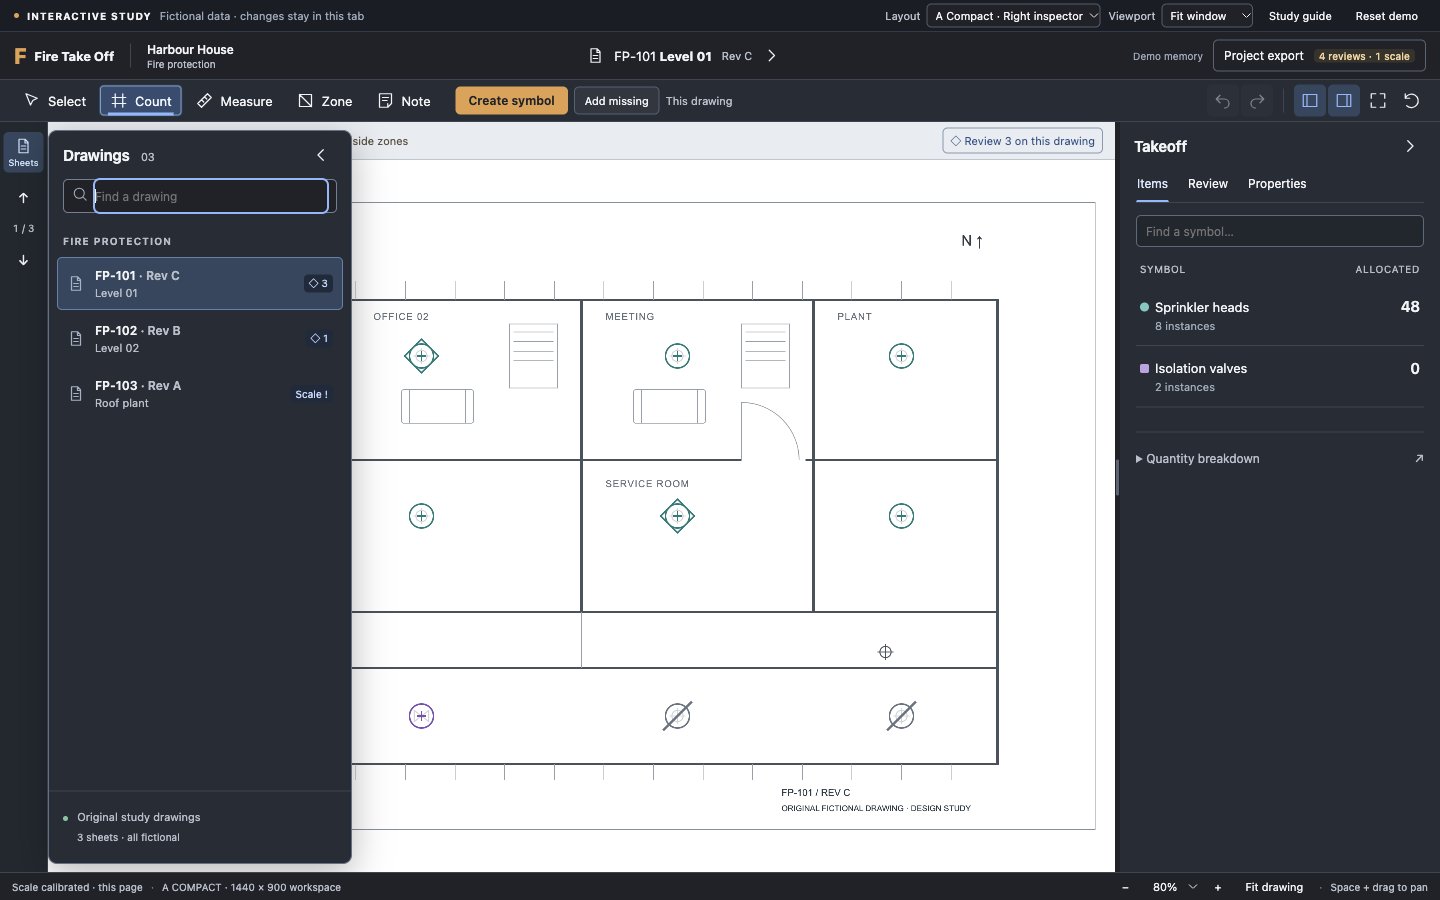 INTERACTIVE STUDY Fictional data · changes stay in this tab
Layout A Compact · Right inspector Viewport Fit window Study guide Reset demo
F Fire Take Off
Harbour House
Fire protection
FP-101 Level 01 Rev C
Demo memory Project export 4 reviews · 1 scale
Select Count Measure Zone Note Create symbol Add missing This drawing
Sheets
1 / 3
Drawings 03
Find a drawing
FIRE PROTECTION
FP-101 · Rev C
Level 01
3
FP-102 · Rev B
Level 02
1
FP-103 · Rev A
Roof plant
Scale !
Original study drawings
3 sheets · all fictional
side zones
Review 3 on this drawing
N ↑
OFFICE 02
MEETING
PLANT
SERVICE ROOM
FP-101 / REV C
ORIGINAL FICTIONAL DRAWING · DESIGN STUDY
Takeoff
Items Review Properties
Find a symbol...
SYMBOL ALLOCATED
Sprinkler heads 48
8 instances
Isolation valves 0
2 instances
Quantity breakdown
Scale calibrated · this page · A COMPACT · 1440 × 900 workspace
− 80% + Fit drawing · Space + drag to pan